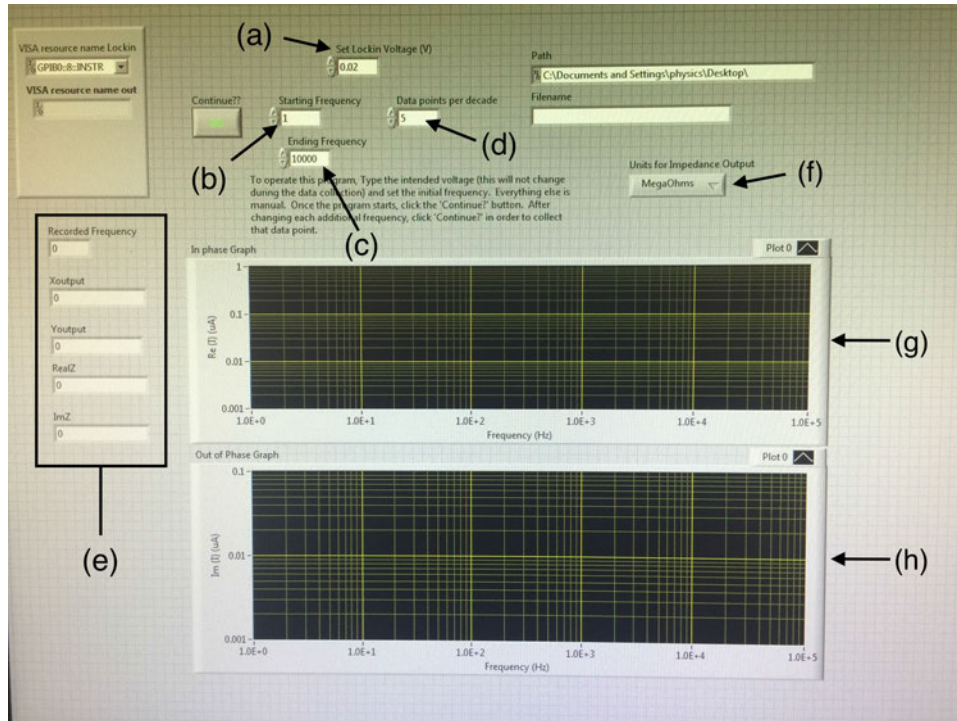 (a)
VISA resource name Lockin
GPIB0::8::INSTR
VISA resource name out
Set Lockin Voltage (V)
0.02
Path
C:\Documents and Settings\physics\Desktop\
Continue??
Starting Frequency
1
Data points per decade
5
Filename
(b)
(d)
Ending Frequency
10000
Units for Impedance Output
MegaOhms
(f)
To operate this program, Type the intended voltage (this will not change
during the data collection) and set the initial frequency. Everything else is
manual. Once the program starts, click the 'Continue?' button. After
changing each additional frequency, click 'Continue?' in order to collect
that data point.
(c)
Recorded Frequency
0
Xoutput
0
Youtput
0
RealZ
0
ImZ
0
(e)
In phase Graph
Plot 0
1
0.1
0.01
0.001
Re (I) (uA)
1.0E+0
1.0E+1
1.0E+2
1.0E+3
1.0E+4
1.0E+5
Frequency (Hz)
(g)
Out of Phase Graph
Plot 0
0.1
0.01
0.001
Im (I) (uA)
1.0E+0
1.0E+1
1.0E+2
1.0E+3
1.0E+4
1.0E+5
Frequency (Hz)
(h)